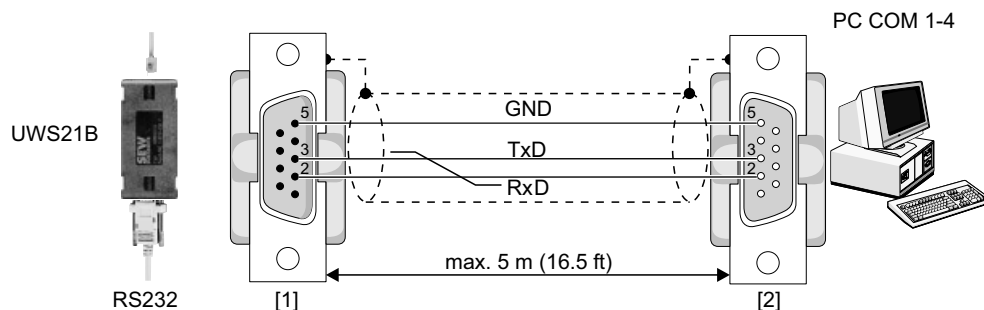 PC COM 1-4
5
GND
5
UWS21B
SEW
3
TxD
3
2
2
RxD
max. 5 m (16.5 ft)
RS232
[1]
[2]